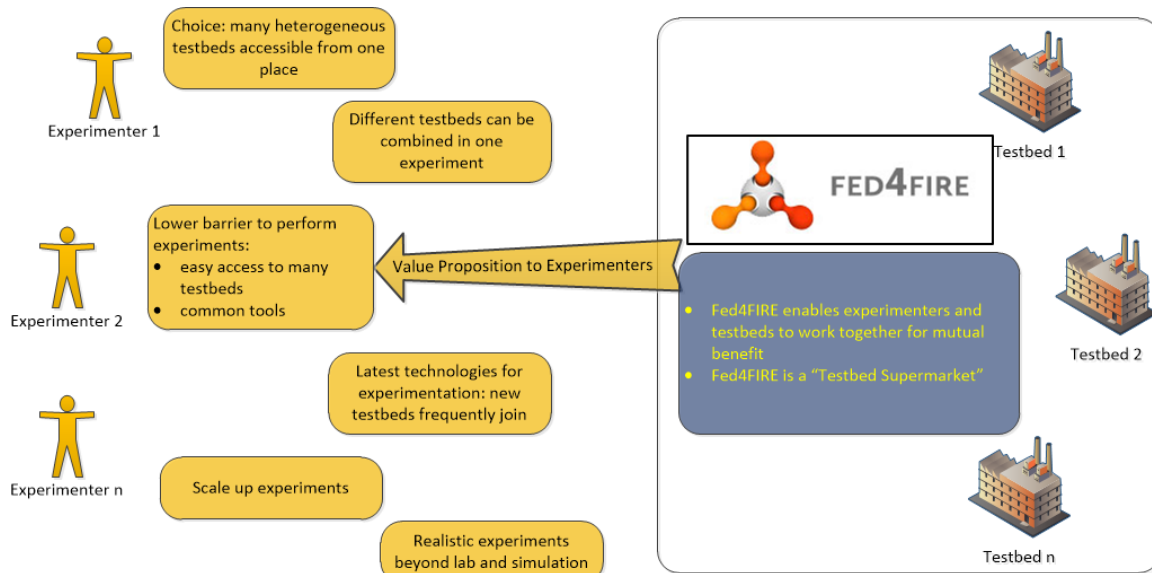 Choice: many heterogeneous
testbeds accessible from one
place
Experimenter 1
Different testbeds can be
combined in one
experiment
Testbed 1
FED4FIRE
Lower barrier to perform
experiments:
• easy access to many
testbeds
• common tools
Experimenter 2
Value Proposition to Experimenters
• Fed4FIRE enables experimenters and
testbeds to work together for mutual
benefit
• Fed4FIRE is a “Testbed Supermarket”
Testbed 2
Latest technologies for
experimentation: new
testbeds frequently join
Experimenter n
Scale up experiments
Realistic experiments
beyond lab and simulation
Testbed n